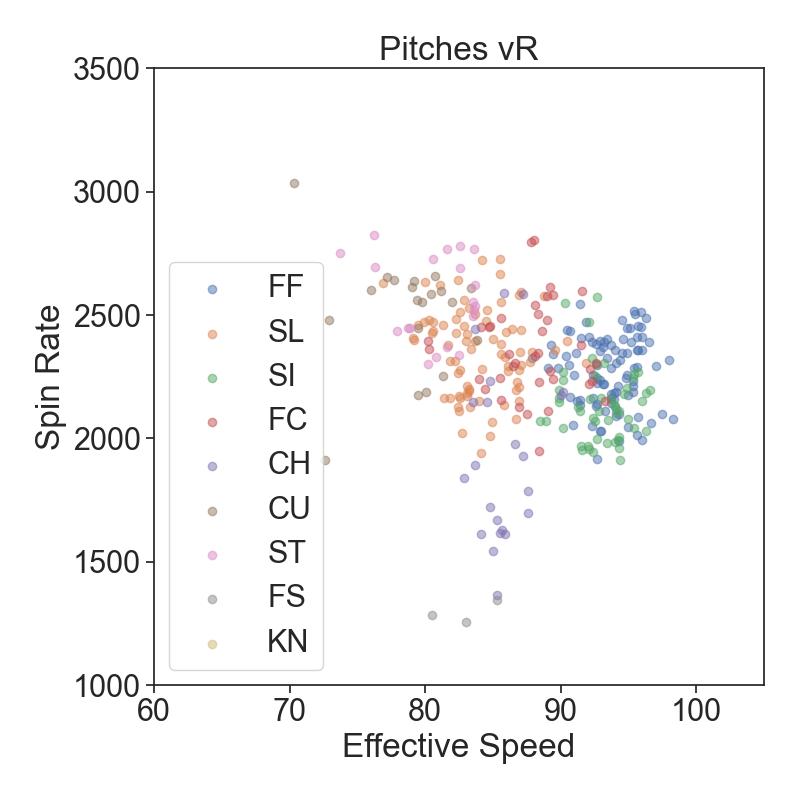 Pitches vR
3500
3000
2500
2000
1500
1000
Spin Rate
FF
SL
SI
FC
CH
CU
ST
FS
KN
60 70 80 90 100
Effective Speed